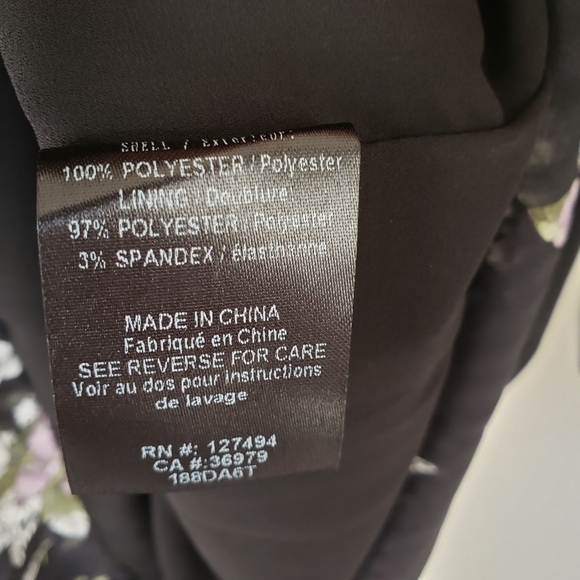 SHELL / Extérieur:
100% POLYESTER / Polyester
LINING / Doublure
97% POLYESTER / Polyester
3% SPANDEX / élasthanne
MADE IN CHINA
Fabriqué en Chine
SEE REVERSE FOR CARE
Voir au dos pour instructions
de lavage
RN #: 127494
CA #:36979
188DA6T